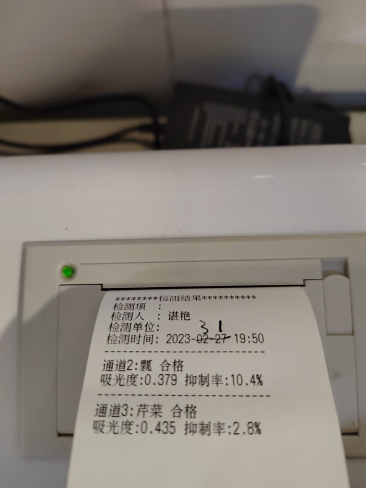 ********检测结果**********
检测项 :
检测人 : 谌艳
检测单位:
3 1
检测时间: 2023-02-27 19:50
通道2:瓢 合格
吸光度:0.379 抑制率:10.4%
通道3:芹菜 合格
吸光度:0.435 抑制率:2.8%